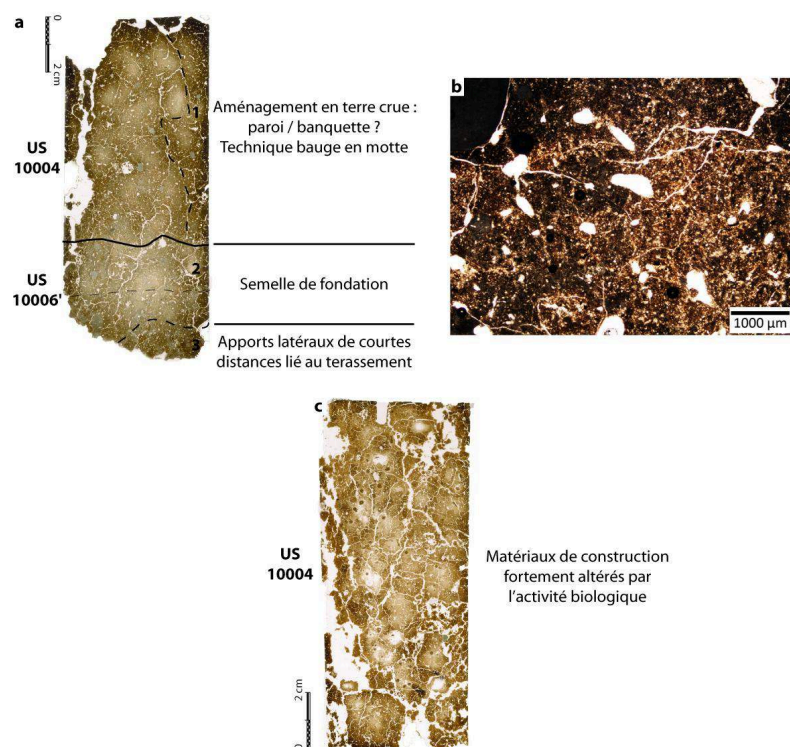 a
0
2 cm
US
10004
1
Aménagement en terre crue :
paroi / banquette ?
Technique bauge en motte
US
10006'
2
Semelle de fondation
3
Apports latéraux de courtes
distances lié au terassement
b
1000 µm
c
US
10004
Matériaux de construction
fortement altérés par
l'activité biologique
2 cm
0